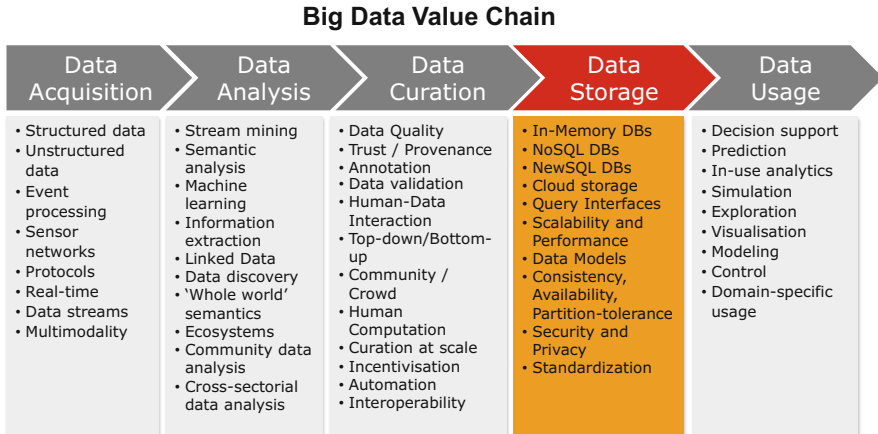 Big Data Value Chain
Data
Acquisition
Data
Analysis
Data
Curation
Data
Storage
Data
Usage
• Structured data
• Unstructured
data
• Event
processing
• Sensor
networks
• Protocols
• Real-time
• Data streams
• Multimodality
• Stream mining
• Semantic
analysis
• Machine
learning
• Information
extraction
• Linked Data
• Data discovery
• ‘Whole world’
semantics
• Ecosystems
• Community data
analysis
• Cross-sectorial
data analysis
• Data Quality
• Trust / Provenance
• Annotation
• Data validation
• Human-Data
Interaction
• Top-down/Bottom-
up
• Community /
Crowd
• Human
Computation
• Curation at scale
• Incentivisation
• Automation
• Interoperability
• In-Memory DBs
• NoSQL DBs
• NewSQL DBs
• Cloud storage
• Query Interfaces
• Scalability and
Performance
• Data Models
• Consistency,
Availability,
Partition-tolerance
• Security and
Privacy
• Standardization
• Decision support
• Prediction
• In-use analytics
• Simulation
• Exploration
• Visualisation
• Modeling
• Control
• Domain-specific
usage